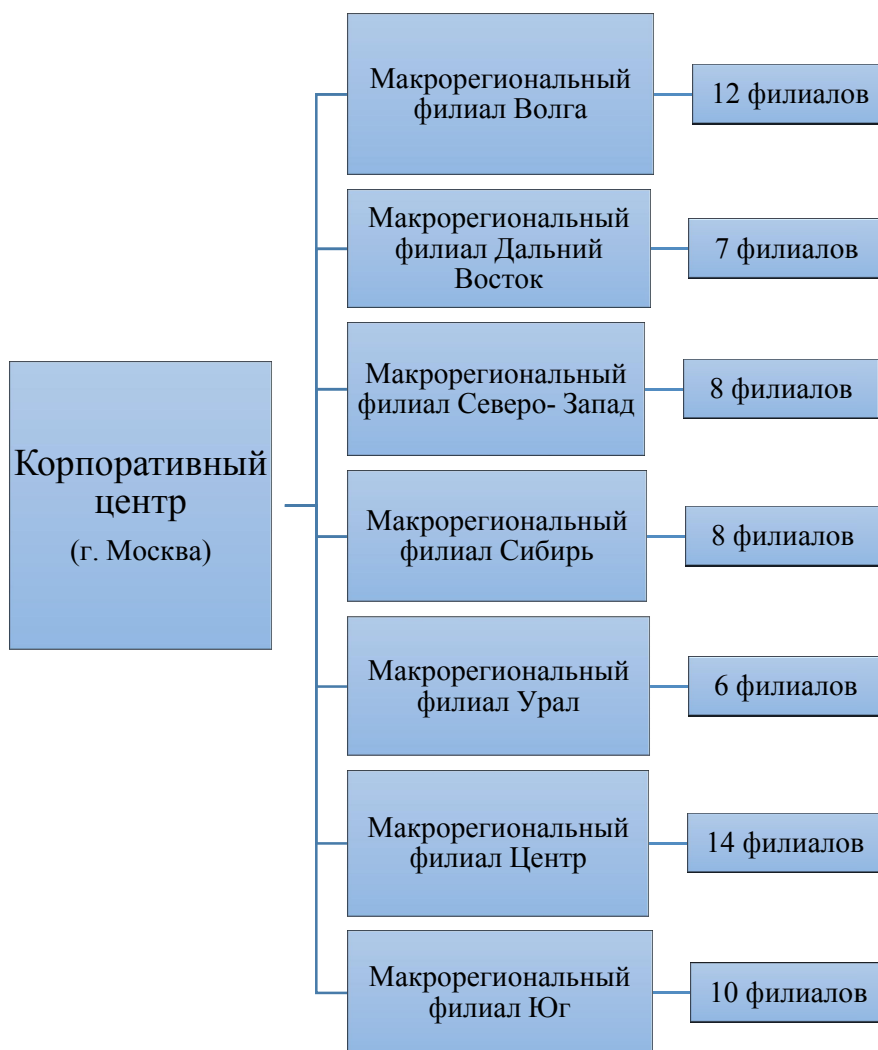 Макрорегиональный
филиал Волга
12 филиалов
Макрорегиональный
филиал Дальний
Восток
7 филиалов
Макрорегиональный
филиал Северо- Запад
8 филиалов
Корпоративный
центр
(г. Москва)
Макрорегиональный
филиал Сибирь
8 филиалов
Макрорегиональный
филиал Урал
6 филиалов
Макрорегиональный
филиал Центр
14 филиалов
Макрорегиональный
филиал Юг
10 филиалов